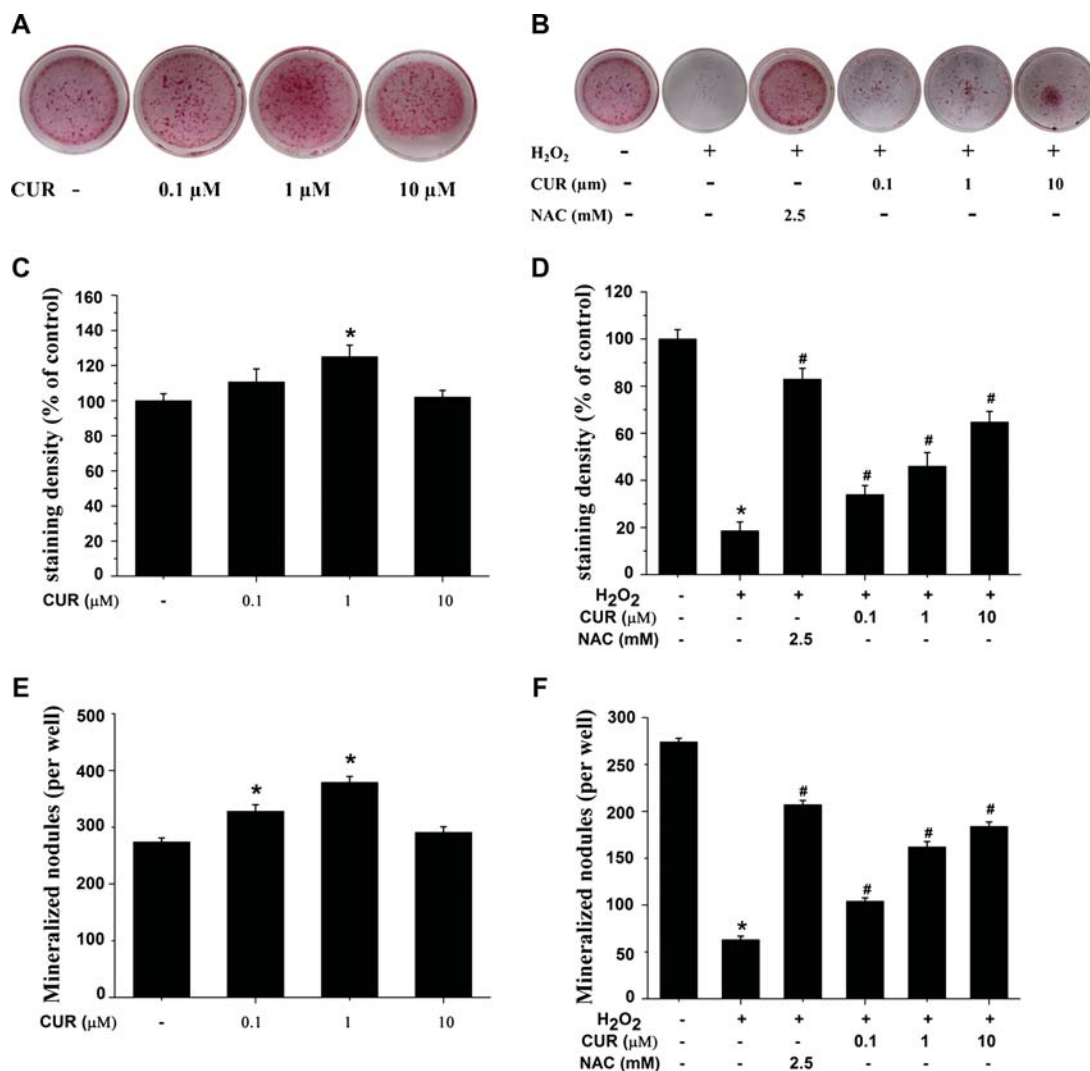 A
CUR - 0.1 µM 1 µM 10 µM
B
H₂O₂ - + + + + +
CUR (µm) - - - 0.1 1 10
NAC (mM) - - 2.5 - - -
C
staining density (% of control)
160
140
120
100
80
60
40
20
0
*
CUR (µM) - 0.1 1 10
D
staining density (% of control)
120
100
80
60
40
20
0
* # # # #
H₂O₂ - + + + + +
CUR (µM) - - - 0.1 1 10
NAC (mM) - - 2.5 - - -
E
Mineralized nodules (per well)
500
400
300
200
100
0
* *
CUR (µM) - 0.1 1 10
F
Mineralized nodules (per well)
300
250
200
150
100
50
0
* # # # #
H₂O₂ - + + + + +
CUR (µM) - - - 0.1 1 10
NAC (mM) - - 2.5 - - -